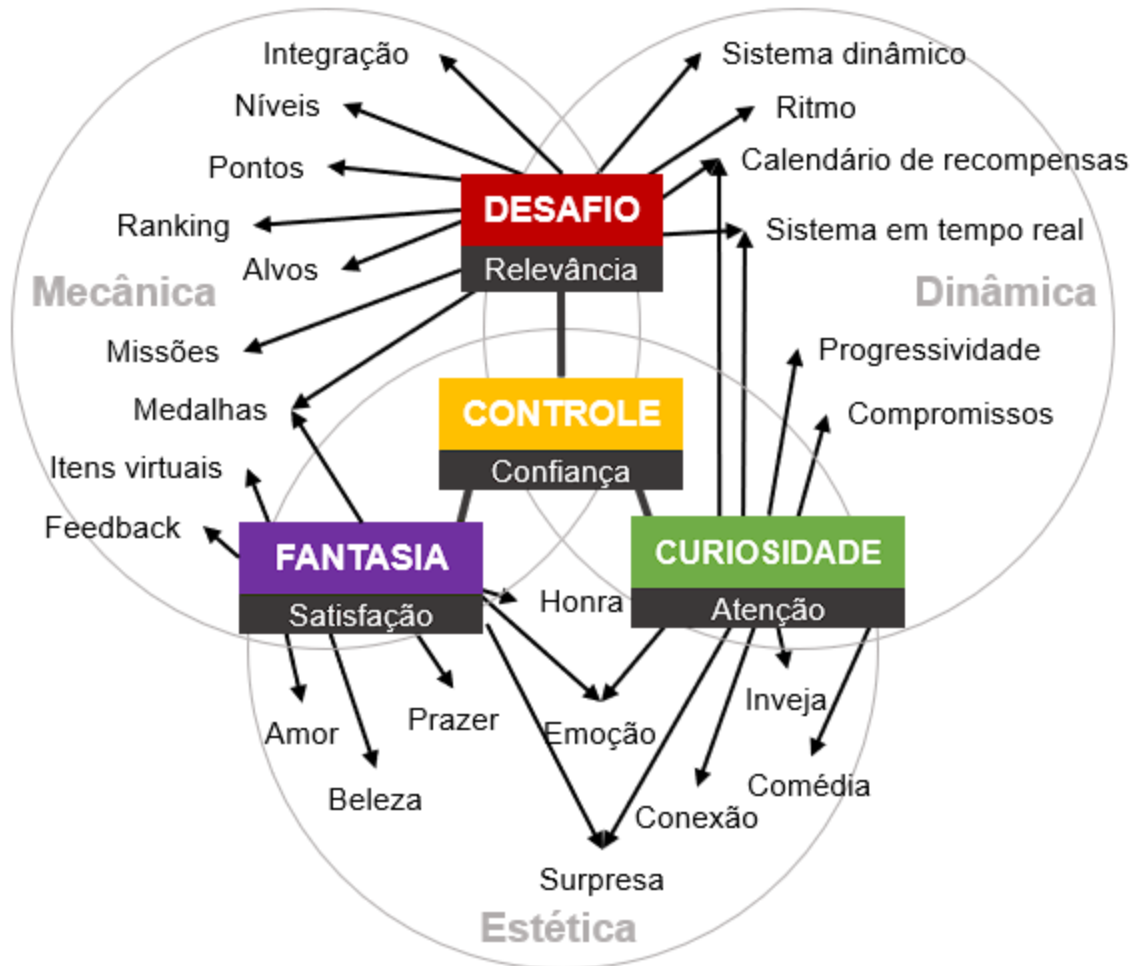 Integração
Sistema dinâmico
Níveis
Ritmo
Pontos
Calendário de recompensas
DESAFIO
Ranking
Sistema em tempo real
Alvos
Relevância
Mecânica
Dinâmica
Missões
Progressividade
Medalhas
CONTROLE
Compromissos
Itens virtuais
Confiança
Feedback
FANTASIA
CURIOSIDADE
Satisfação
Honra
Atenção
Inveja
Amor
Prazer
Emoção
Comédia
Beleza
Conexão
Surpresa
Estética